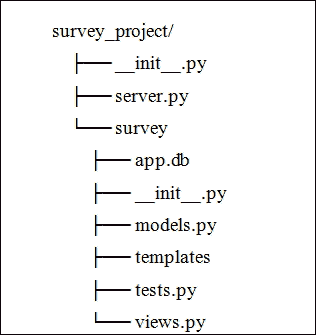 survey_project/
├── __init__.py
├── server.py
└── survey
├── app.db
├── __init__.py
├── models.py
├── templates
├── tests.py
└── views.py